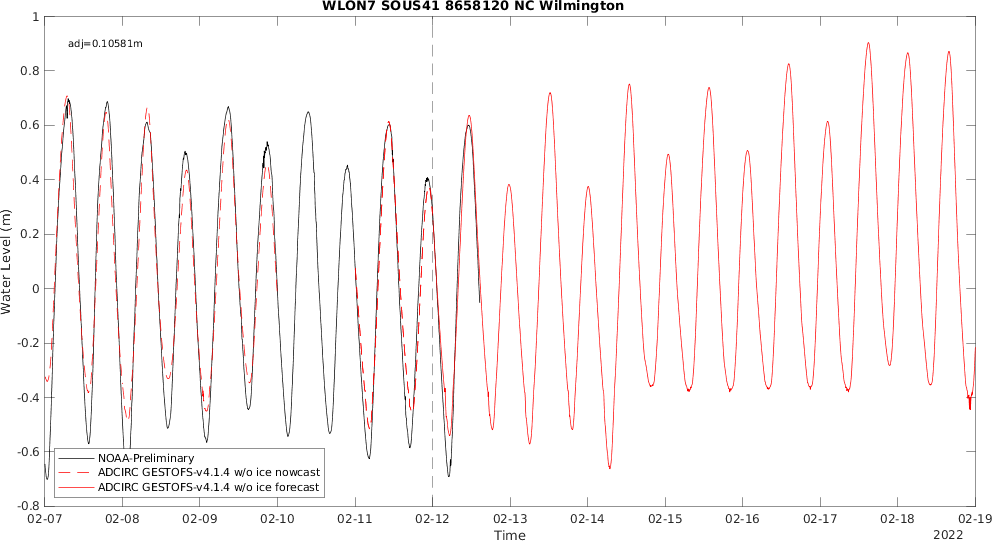 WLON7 SOUS41 8658120 NC Wilmington
adj=0.10581m
1
0.8
0.6
0.4
0.2
0
-0.2
-0.4
-0.6
-0.8
Water Level (m)
NOAA-Preliminary
ADCIRC GESTOFS-v4.1.4 w/o ice nowcast
ADCIRC GESTOFS-v4.1.4 w/o ice forecast
02-07 02-08 02-09 02-10 02-11 02-12 02-13 02-14 02-15 02-16 02-17 02-18 02-19
Time
2022